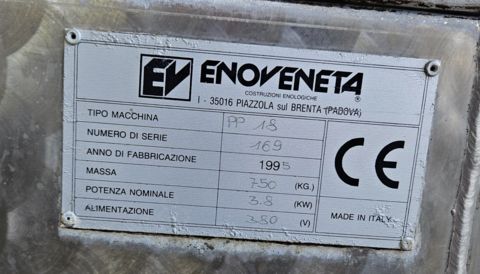 EV ENOVENETA ®
COSTRUZIONI ENOLOGICHE
I - 35016 PIAZZOLA sul BRENTA (PADOVA)
TIPO MACCHINA PP 18
NUMERO DI SERIE 169
ANNO DI FABBRICAZIONE 1995
MASSA 750 (KG.)
POTENZA NOMINALE 3.8 (KW)
ALIMENTAZIONE 380 (V)
CE
MADE IN ITALY